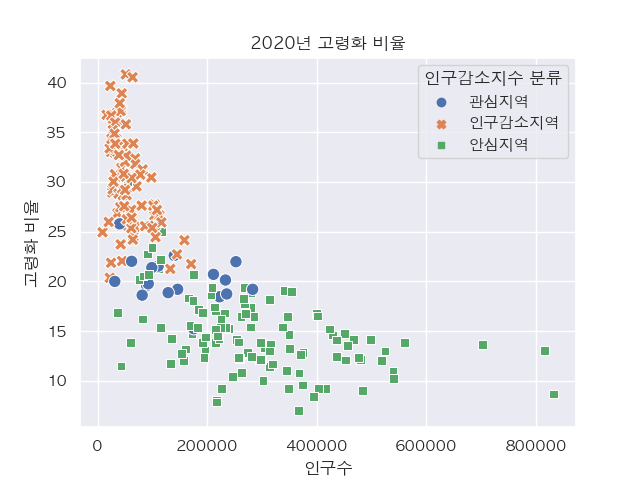 2020년 고령화 비율
인구감소지수 분류
관심지역
인구감소지역
안심지역
고령화 비율
40
35
30
25
20
15
10
0
200000
400000
600000
800000
인구수